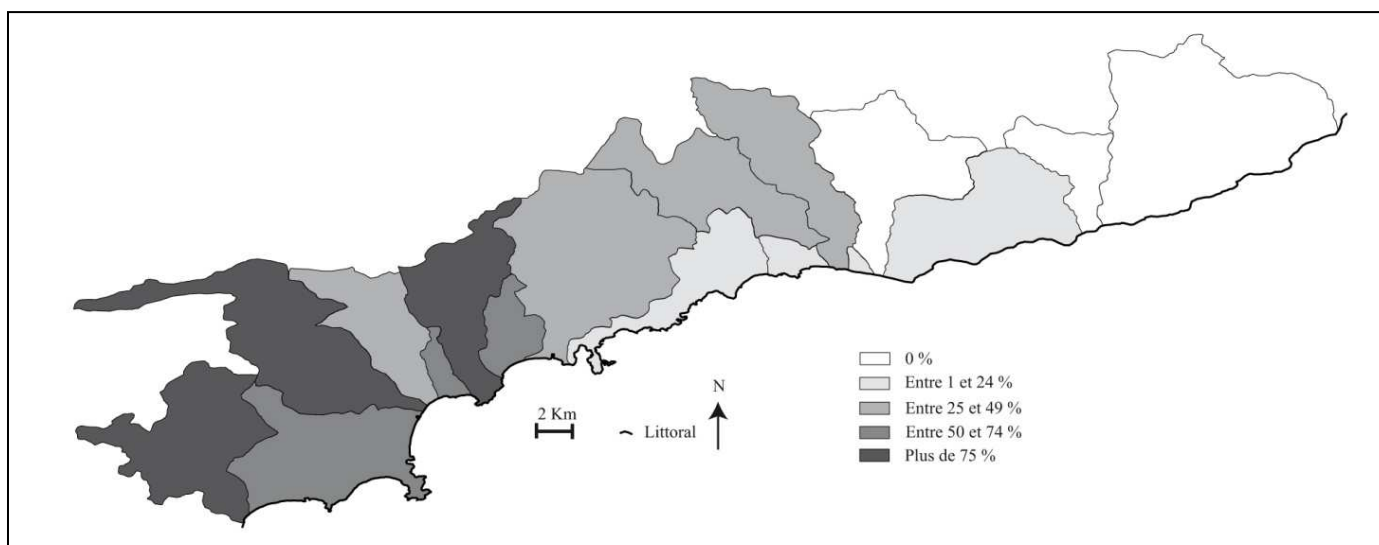 N
2 Km
Littoral
0 %
Entre 1 et 24 %
Entre 25 et 49 %
Entre 50 et 74 %
Plus de 75 %